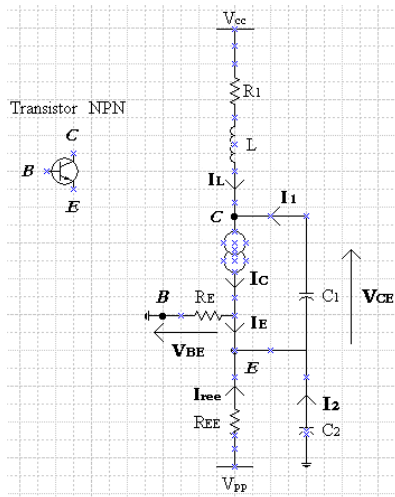 Vcc
R1
Transistor NPN
C
L
B
IL
I1
E
C
IC
C1
VCE
B
RE
IE
VBE
E
Iree
I2
REE
C2
Vpp